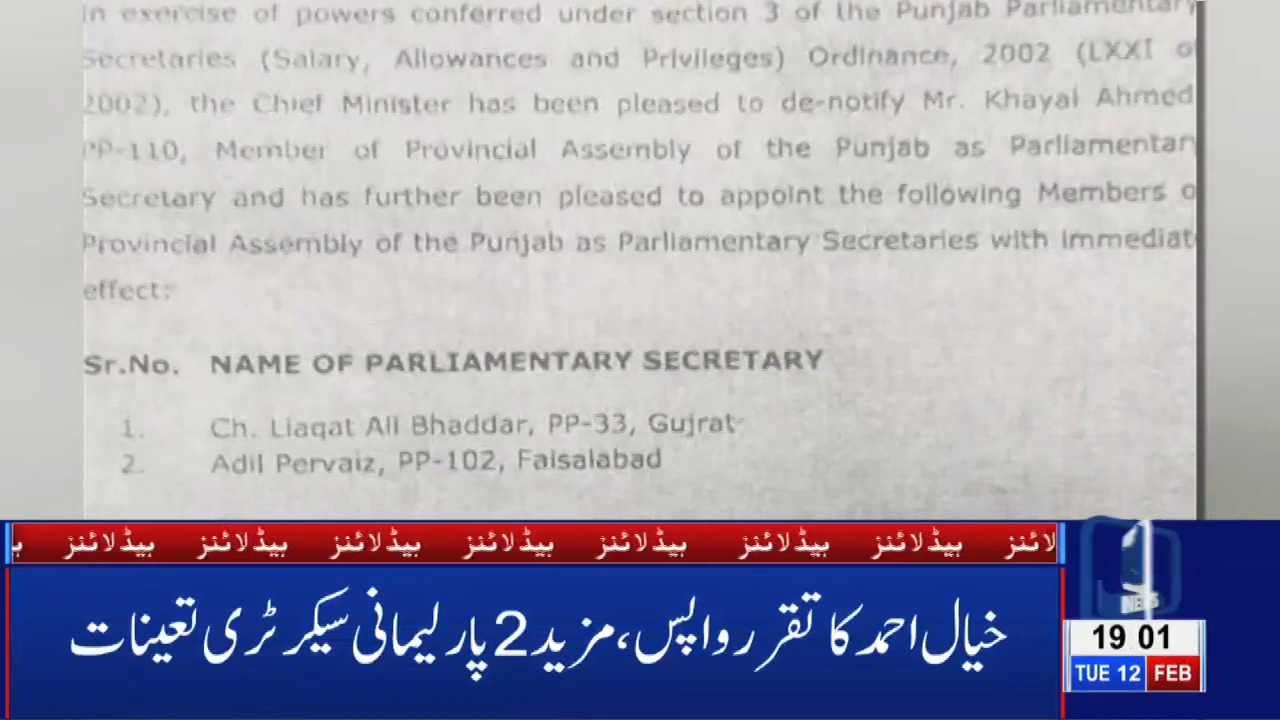 in exercise of powers conferred under section 3 of the Punjab Parliamentary
Secretaries (Salary, Allowances and Privileges) Ordinance, 2002 (LXXI o
2002), the Chief Minister has been pleased to de-notify Mr. Khayal Ahmed
PP-110, Member of Provincial Assembly of the Punjab as Parliamentar
Secretary and has further been pleased to appoint the following Members o
Provincial Assembly of the Punjab as Parliamentary Secretaries with immediat
effect:
Sr.No. NAME OF PARLIAMENTARY SECRETARY
1. Ch. Liaqat Ali Bhaddar, PP-33, Gujrat
2. Adil Pervaiz, PP-102, Faisalabad
لائنز ہیڈلائنز ہیڈلائنز ہیڈلائنز ہیڈلائنز ہیڈلائنز ہیڈلائنز ہیڈلائنز ہ
خیال احمد کا تقرر واپس، مزید 2 پارلیمانی سیکرٹری تعینات
NEWS
19 01
TUE 12 FEB